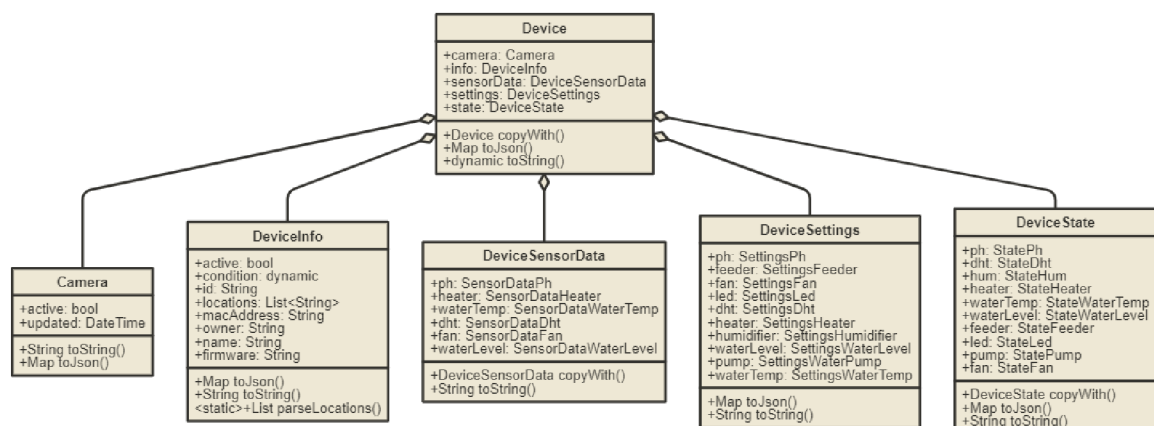 Device
+camera: Camera
+info: DeviceInfo
+sensorData: DeviceSensorData
+settings: DeviceSettings
+state: DeviceState
+Device copyWith()
+Map toJson()
+dynamic toString()
Camera
+active: bool
+updated: DateTime
+String toString()
+Map toJson()
DeviceInfo
+active: bool
+condition: dynamic
+id: String
+locations: List<String>
+macAddress: String
+owner: String
+name: String
+firmware: String
+Map toJson()
+String toString()
<static>+List parseLocations()
DeviceSensorData
+ph: SensorDataPh
+heater: SensorDataHeater
+waterTemp: SensorDataWaterTemp
+dht: SensorDataDht
+fan: SensorDataFan
+waterLevel: SensorDataWaterLevel
+DeviceSensorData copyWith()
+String toString()
DeviceSettings
+ph: SettingsPh
+feeder: SettingsFeeder
+fan: SettingsFan
+led: SettingsLed
+dht: SettingsDht
+heater: SettingsHeater
+humidifier: SettingsHumidifier
+waterLevel: SettingsWaterLevel
+pump: SettingsWaterPump
+waterTemp: SettingsWaterTemp
+Map toJson()
+String toString()
DeviceState
+ph: StatePh
+dht: StateDht
+hum: StateHum
+heater: StateHeater
+waterTemp: StateWaterTemp
+waterLevel: StateWaterLevel
+feeder: StateFeeder
+led: StateLed
+pump: StatePump
+fan: StateFan
+DeviceState copyWith()
+Map toJson()
+String toString()